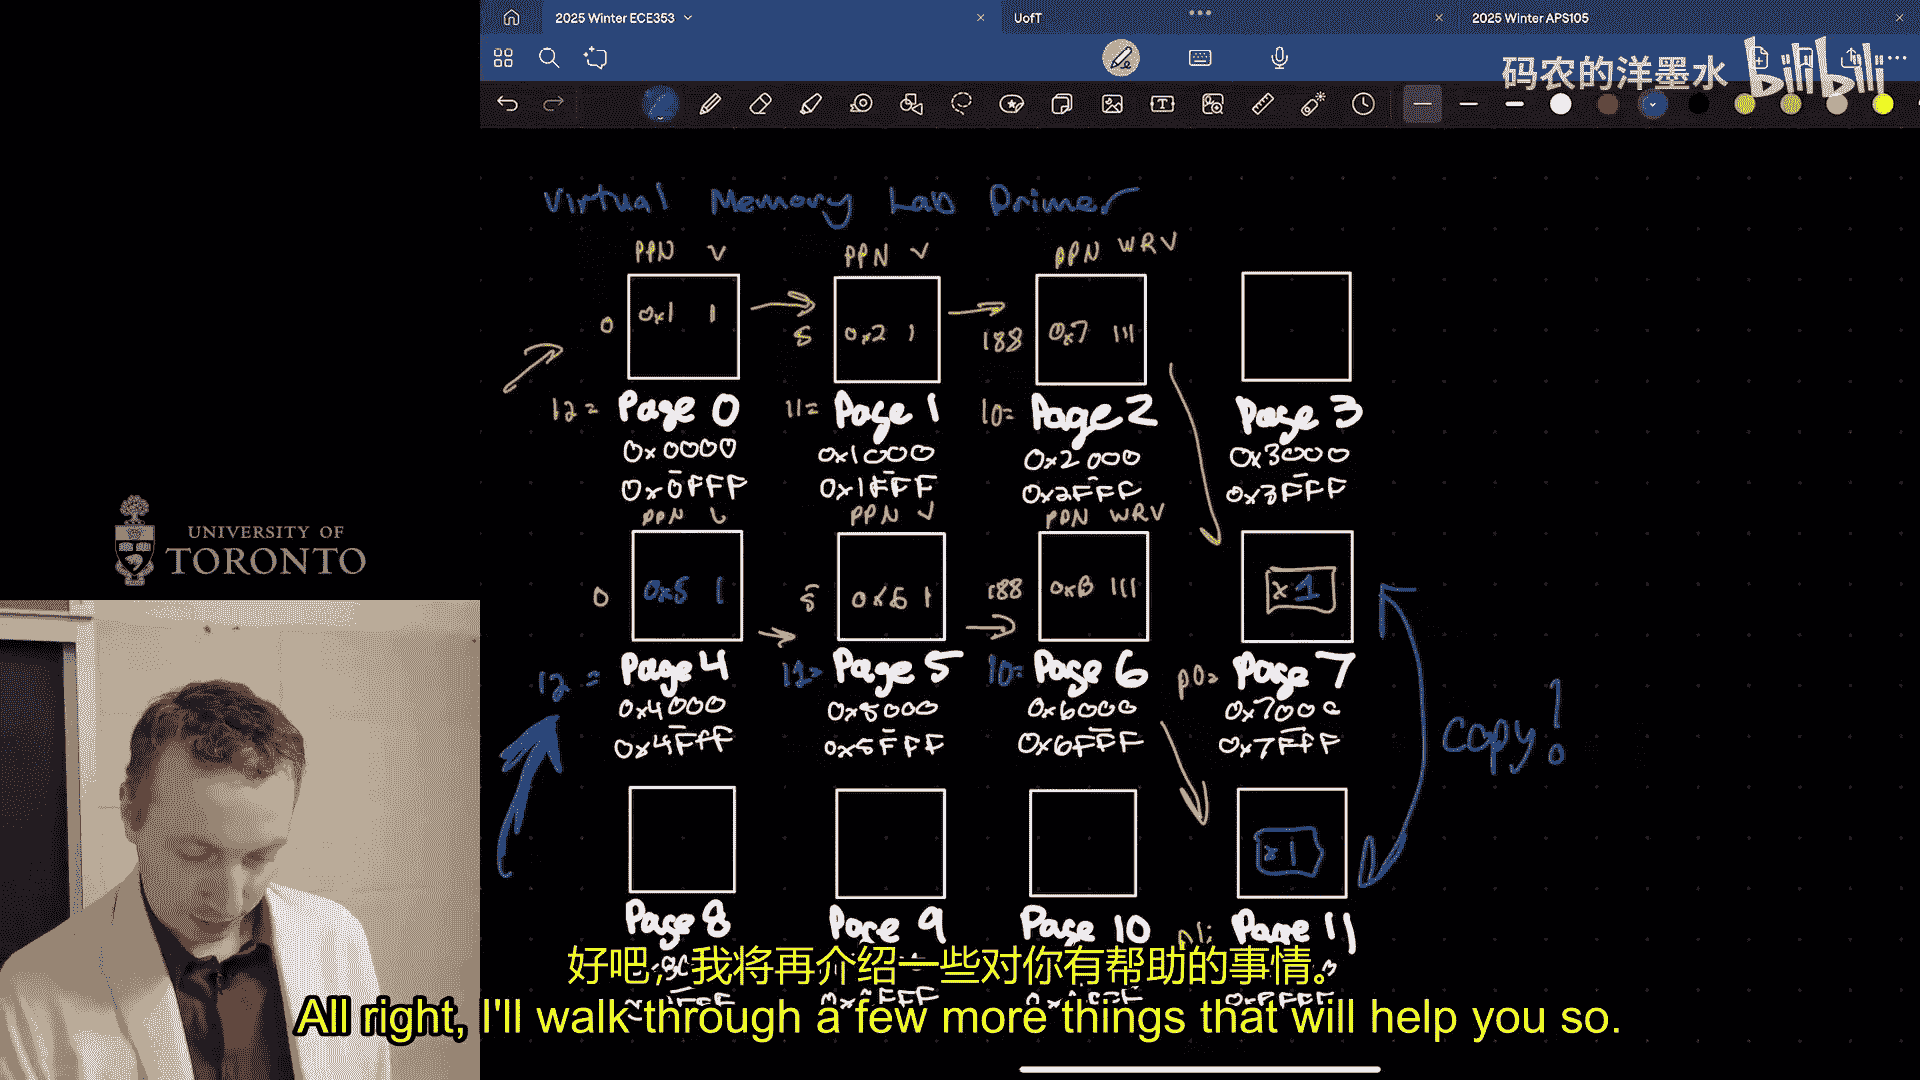 2025 Winter ECE353
UofT
2025 Winter APS105
码农的洋墨水 bilibili
Virtual Memory Lab Primer
PPN V
PPN V
PPN WRV
0
0x1 1
5
0x2 1
188
0x7 111
12= Page 0
11= Page 1
10= Page 2
Page 3
0x0000
0x1000
0x2000
0x3000
0x0FFF
0x1FFF
0x2FFF
0x3FFF
PPN V
PPN V
PPN WRV
0
0x5 1
5
0x6 1
188
0xB 111
x 1
12 = Page 4
11= Page 5
10= Page 6
p0= Page 7
0x4000
0x5000
0x6000
0x7000
0x4FFF
0x5FFF
0x6FFF
0x7FFF
copy!
x 1
Page 8
Page 9
Page 10
Page 11
UNIVERSITY OF
TORONTO
好吧，我将再介绍一些对你有帮助的事情。
All right, I'll walk through a few more things that will help you so.